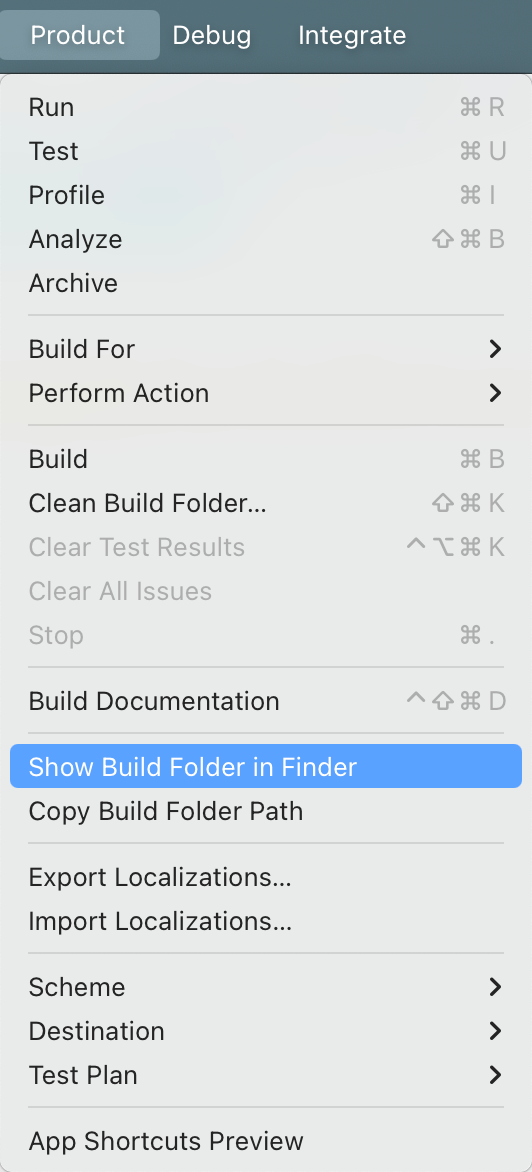 Product Debug Integrate
Run ⌘ R
Test ⌘ U
Profile ⌘ I
Analyze ⇧ ⌘ B
Archive
Build For
Perform Action
Build ⌘ B
Clean Build Folder... ⇧ ⌘ K
Clear Test Results ^ ⌥ ⌘ K
Clear All Issues
Stop ⌘ .
Build Documentation ^ ⇧ ⌘ D
Show Build Folder in Finder
Copy Build Folder Path
Export Localizations...
Import Localizations...
Scheme
Destination
Test Plan
App Shortcuts Preview